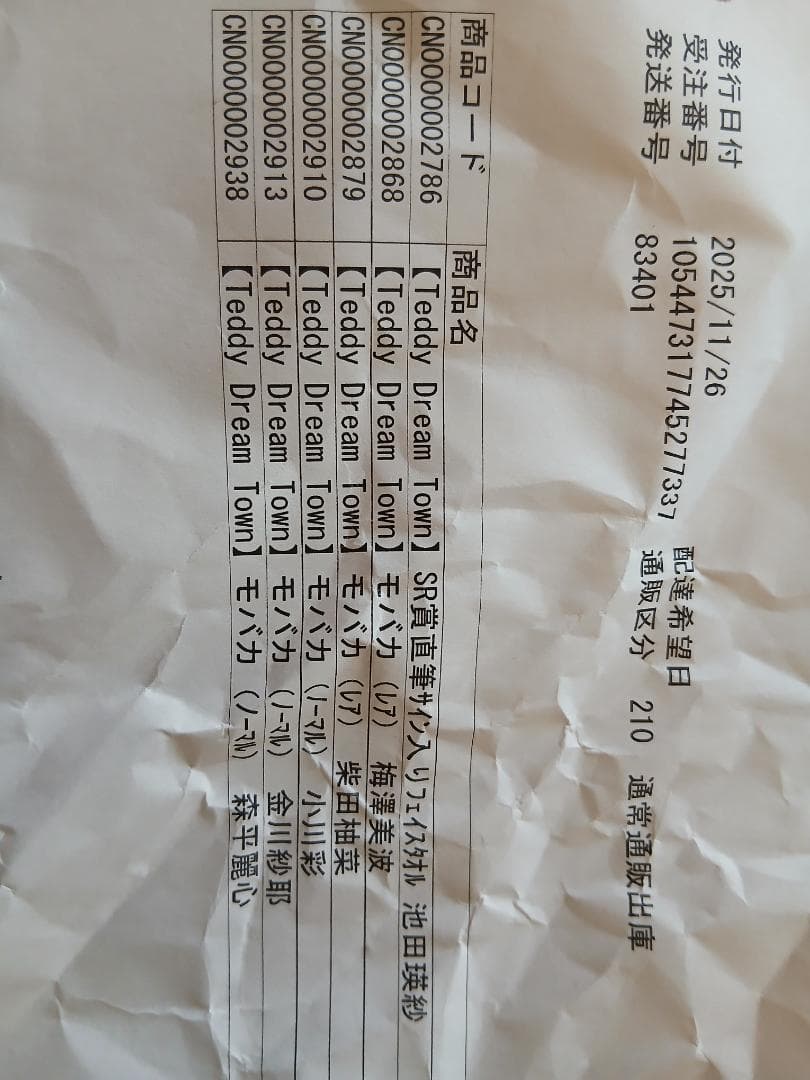 発行日付 2025/11/26
受注番号 105447317745277337 配達希望日
発送番号 83401 通販区分 210 通常通販出庫
商品コード 商品名
CN0000002786 【Teddy Dream Town】 SR賞直筆ｻｲﾝ入りﾌｪｲｽﾀｵﾙ 池田瑛紗
CN0000002868 【Teddy Dream Town】 モバカ (ﾚｱ) 梅澤美波
CN0000002879 【Teddy Dream Town】 モバカ (ﾚｱ) 柴田柚菜
CN0000002910 【Teddy Dream Town】 モバカ (ﾉｰﾏﾙ) 小川彩
CN0000002913 【Teddy Dream Town】 モバカ (ﾉｰﾏﾙ) 金川紗耶
CN0000002938 【Teddy Dream Town】 モバカ (ﾉｰﾏﾙ) 森平麗心